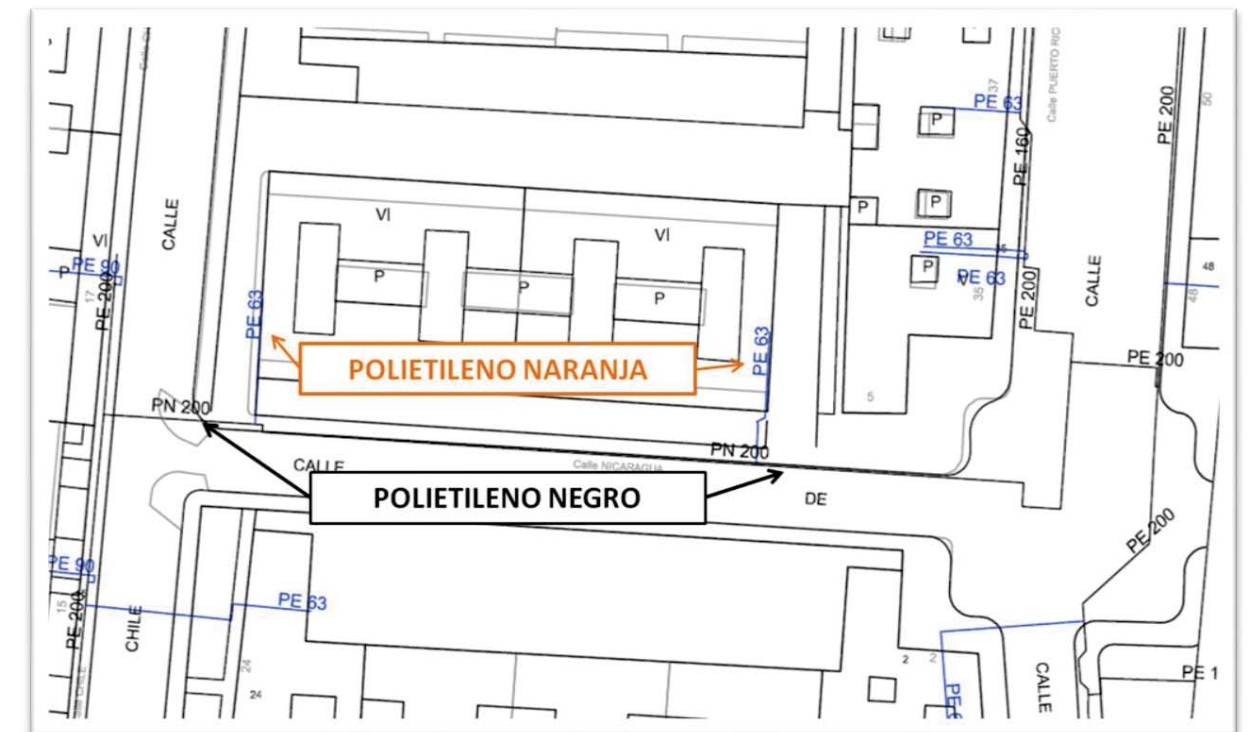 37
PE 63
Calle PUERTO RIC
50
PE 200
P
PE 160
P
P
CALLE
VI
VI
VI
PE 63
PE 90
P
17
PE 200
P
P
P
P
PE 63
35
PE 200
CALLE
48
48
PE 63
PE 63
PE 200
POLIETILENO NARANJA
5
PN 200
PN 200
CALLE
Calle NICARAGUA
POLIETILENO NEGRO
DE
PE 200
PE 90
PE 63
15
PE 200
CHILE
24
24
2
2
CALLE
PE 1